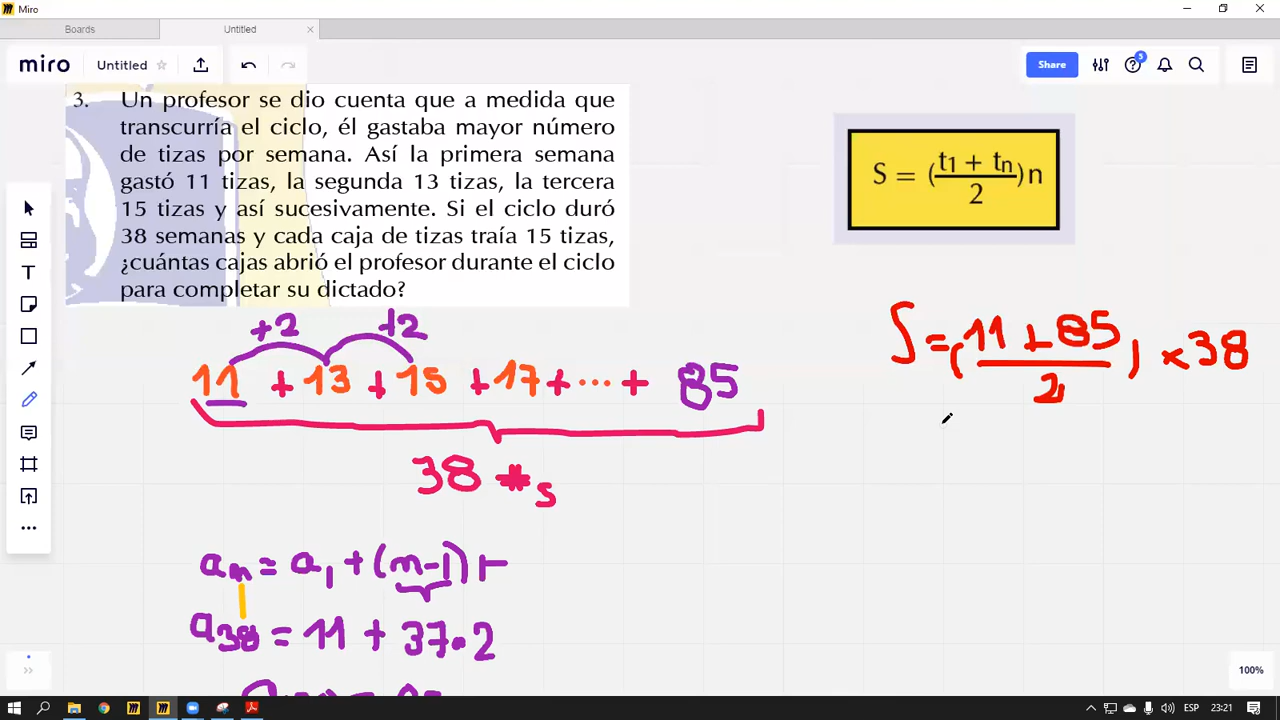 Miro
Boards
Untitled
miro
Untitled
Share
3
3. Un profesor se dio cuenta que a medida que
transcurría el ciclo, él gastaba mayor número
de tizas por semana. Así la primera semana
gastó 11 tizas, la segunda 13 tizas, la tercera
15 tizas y así sucesivamente. Si el ciclo duró
38 semanas y cada caja de tizas traía 15 tizas,
¿cuántas cajas abrió el profesor durante el ciclo
para completar su dictado?
S = (t1 + tn / 2)n
+2 +2
11 + 13 + 15 + 17 + ... + 85
38 #s
S = (11 + 85 / 2) × 38
an = a1 + (n-1) r
a38 = 11 + 37.2
100%
ESP
23:21